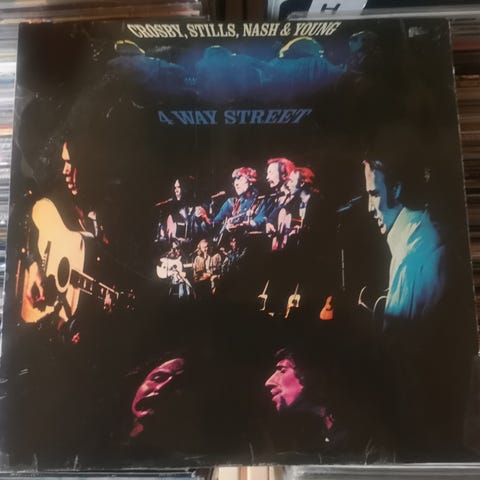 CROSBY, STILLS, NASH & YOUNG
4 WAY STREET